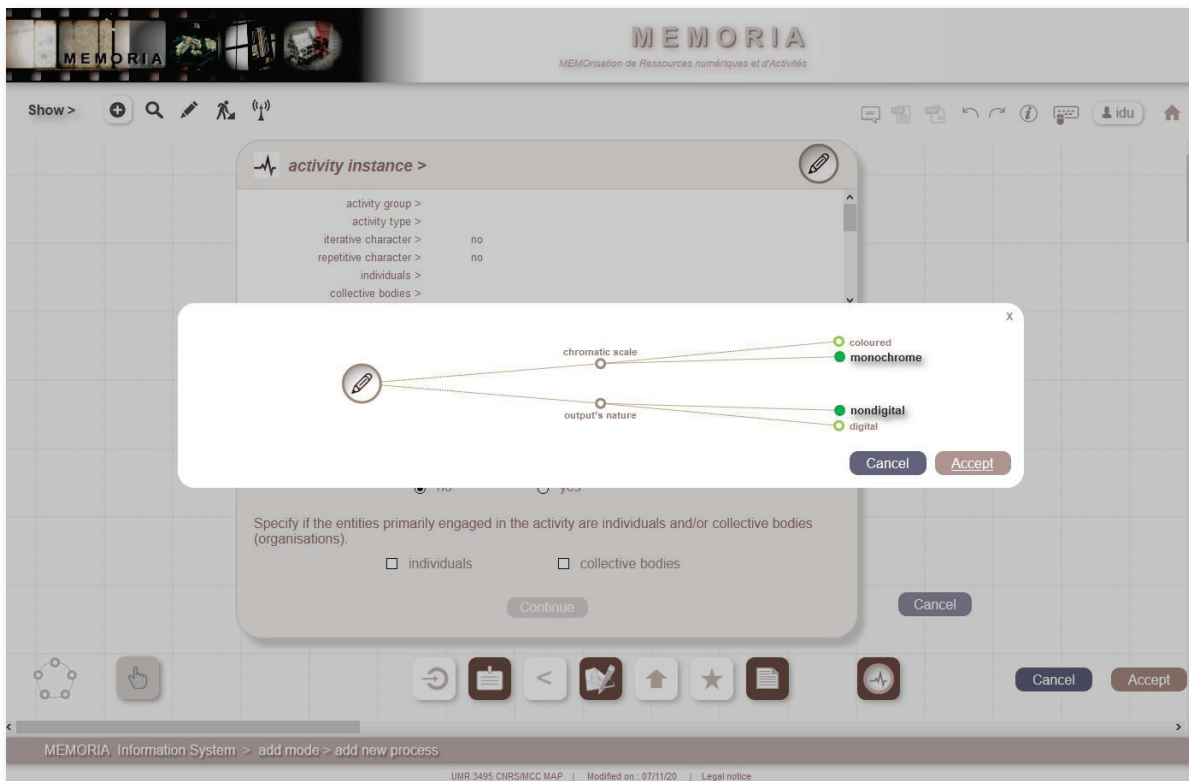 MEMORIA
MEMORIA
MEMOrisation de Ressources numériques et d'Activités
Show >
idu
activity instance >
activity group >
activity type >
iterative character > no
repetitive character > no
individuals >
collective bodies >
X
chromatic scale
coloured
monochrome
output's nature
nondigital
digital
Cancel Accept
no yes
Specify if the entities primarily engaged in the activity are individuals and/or collective bodies
(organisations).
individuals collective bodies
Continue
Cancel
Cancel Accept
MEMORIA Information System > add mode > add new process
UMR 3495 CNRS/MCC MAP | Modified on : 07/11/20 | Legal notice